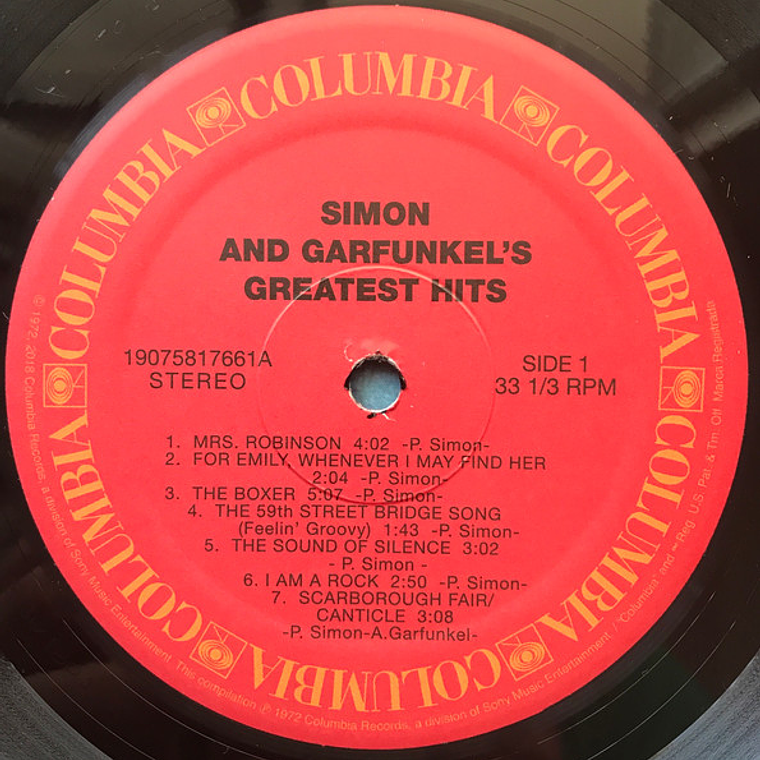 COLUMBIA
COLUMBIA
COLUMBIA
COLUMBIA
COLUMBIA
COLUMBIA
SIMON
AND GARFUNKEL'S
GREATEST HITS
19075817661A
STEREO
SIDE 1
33 1/3 RPM
1. MRS. ROBINSON 4:02 -P. Simon-
2. FOR EMILY, WHENEVER I MAY FIND HER
2:04 -P. Simon-
3. THE BOXER 5:07 -P. Simon-
4. THE 59th STREET BRIDGE SONG
(Feelin' Groovy) 1:43 -P. Simon-
5. THE SOUND OF SILENCE 3:02
- P. Simon -
6. I AM A ROCK 2:50 -P. Simon-
7. SCARBOROUGH FAIR/
CANTICLE 3:08
-P. Simon-A.Garfunkel-
© 1972, 2018 Columbia Records, a division of Sony Music Entertainment. This compilation ℗ 1972 Columbia Records, a division of Sony Music Entertainment. / "Columbia" and Reg. U.S. Pat. & Tm. Off. Marca Registrada